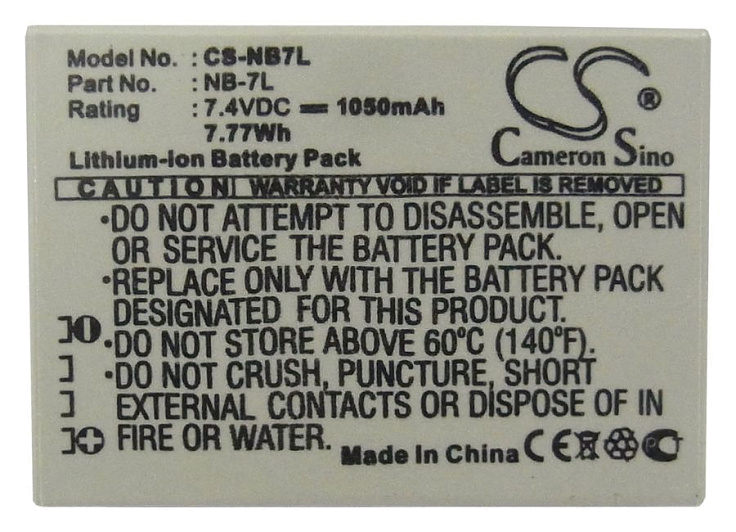 Model No. : CS-NB7L
Part No. : NB-7L
Rating : 7.4VDC ⎓ 1050mAh
7.77Wh
Lithium-ion Battery Pack
CS ®
Cameron Sino
CAUTION! WARRANTY VOID IF LABEL IS REMOVED
•DO NOT ATTEMPT TO DISASSEMBLE, OPEN
OR SERVICE THE BATTERY PACK.
•REPLACE ONLY WITH THE BATTERY PACK
DESIGNATED FOR THIS PRODUCT.
•DO NOT STORE ABOVE 60°C (140°F).
•DO NOT CRUSH, PUNCTURE, SHORT
EXTERNAL CONTACTS OR DISPOSE OF IN
FIRE OR WATER.
Made In China CE